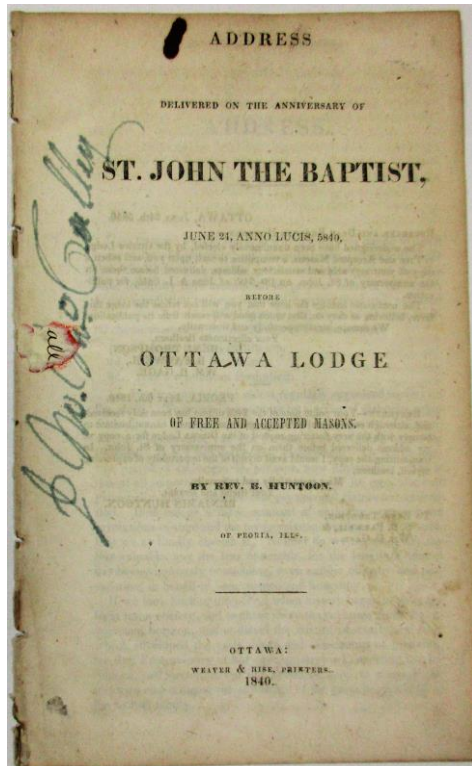 ADDRESS
DELIVERED ON THE ANNIVERSARY OF
ST. JOHN THE BAPTIST,
JUNE 24, ANNO LUCIS, 5840,
BEFORE
OTTAWA LODGE
OF FREE AND ACCEPTED MASONS.
BY REV. B. HUNTOON.
OF PEORIA, ILLS.
OTTAWA:
WEAVER & HISE, PRINTERS.
1840.